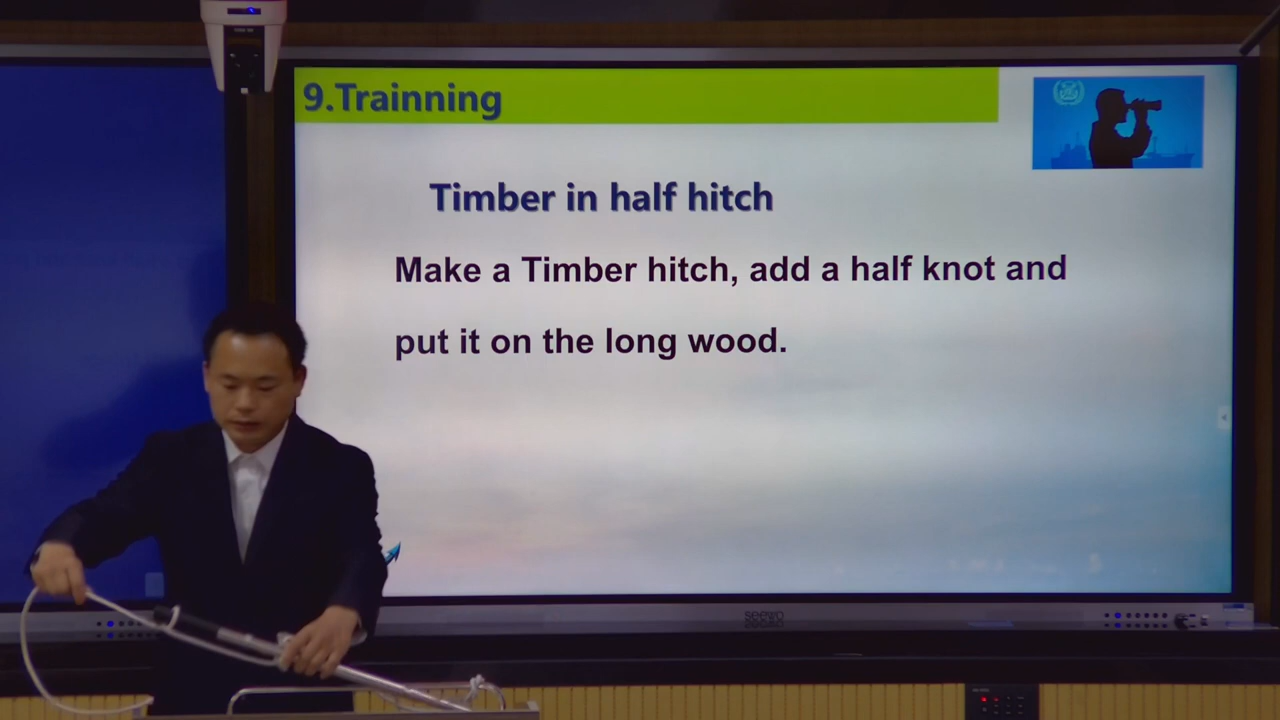 9.Trainning
Timber in half hitch
Make a Timber hitch, add a half knot and
put it on the long wood.
seewo